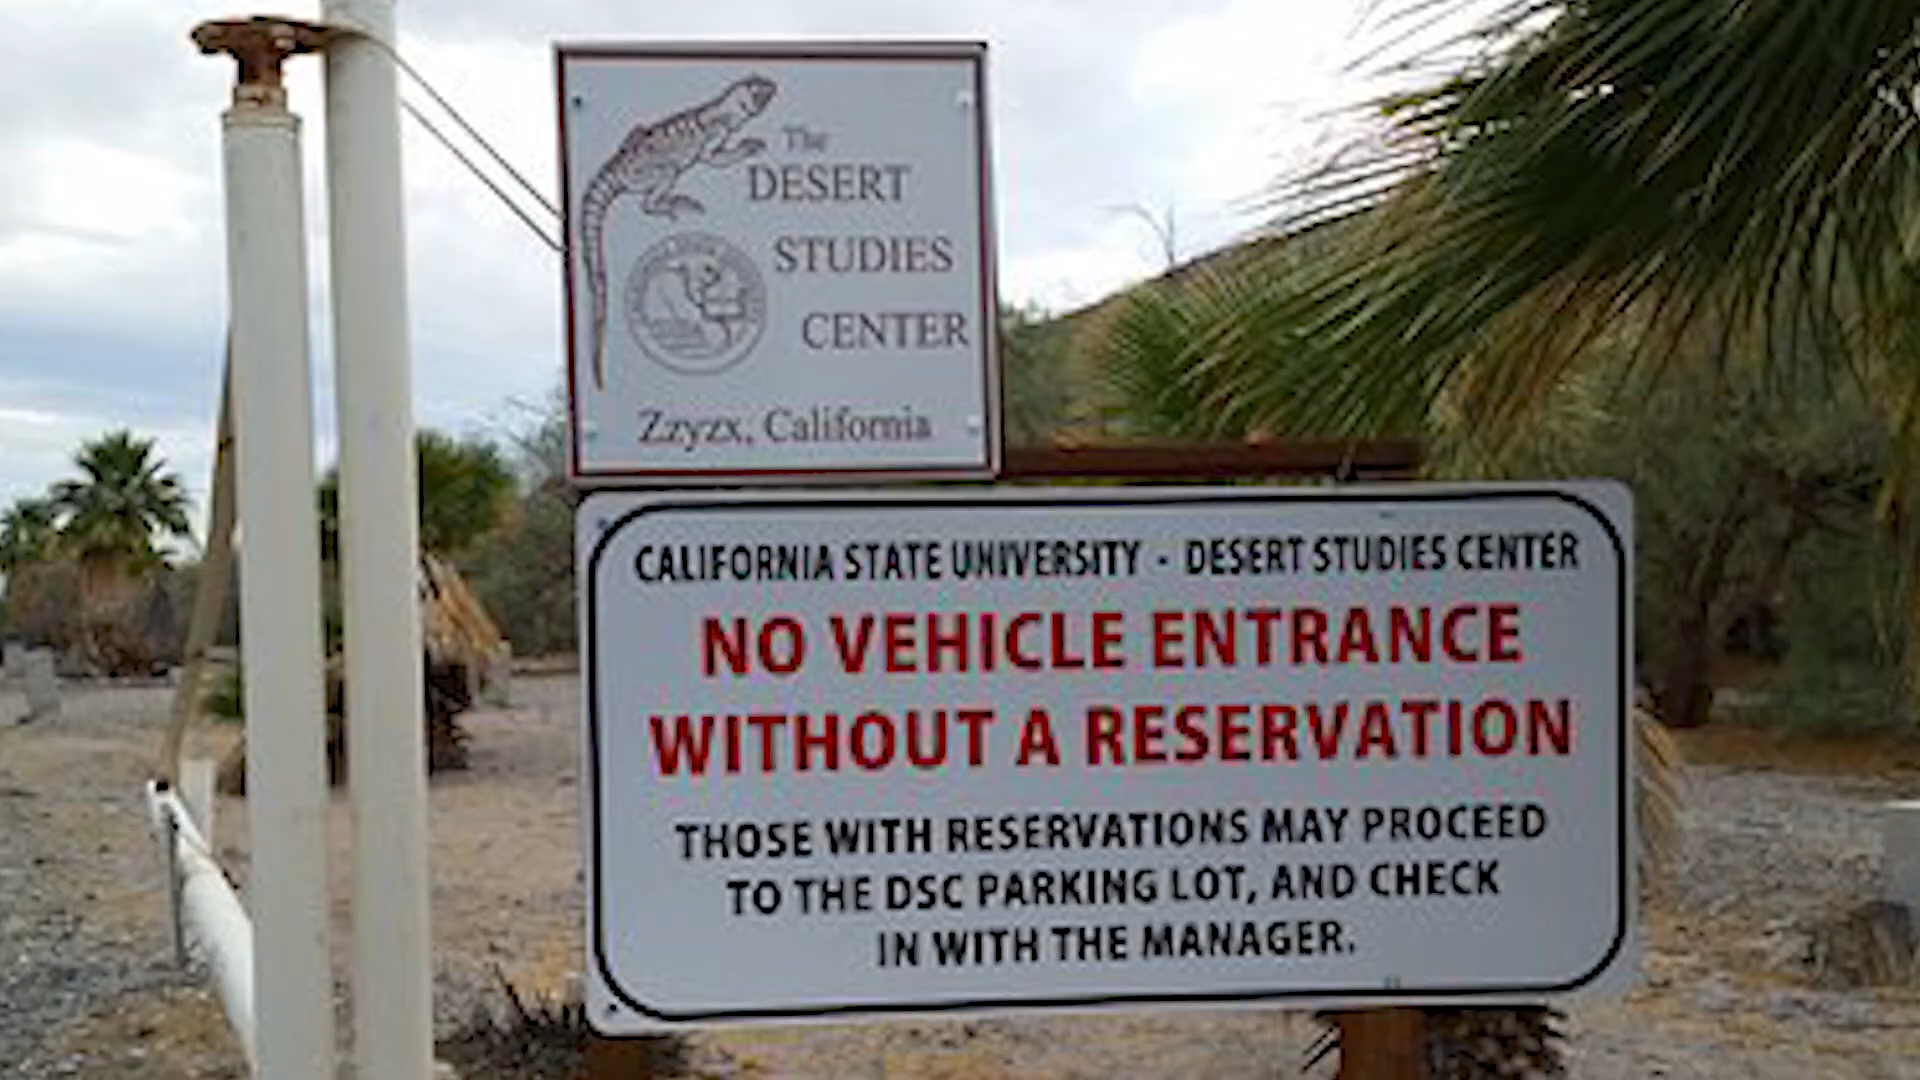 The
DESERT
STUDIES
CENTER
Zzyzx, California
CALIFORNIA STATE UNIVERSITY - DESERT STUDIES CENTER
NO VEHICLE ENTRANCE
WITHOUT A RESERVATION
THOSE WITH RESERVATIONS MAY PROCEED
TO THE DSC PARKING LOT, AND CHECK
IN WITH THE MANAGER.